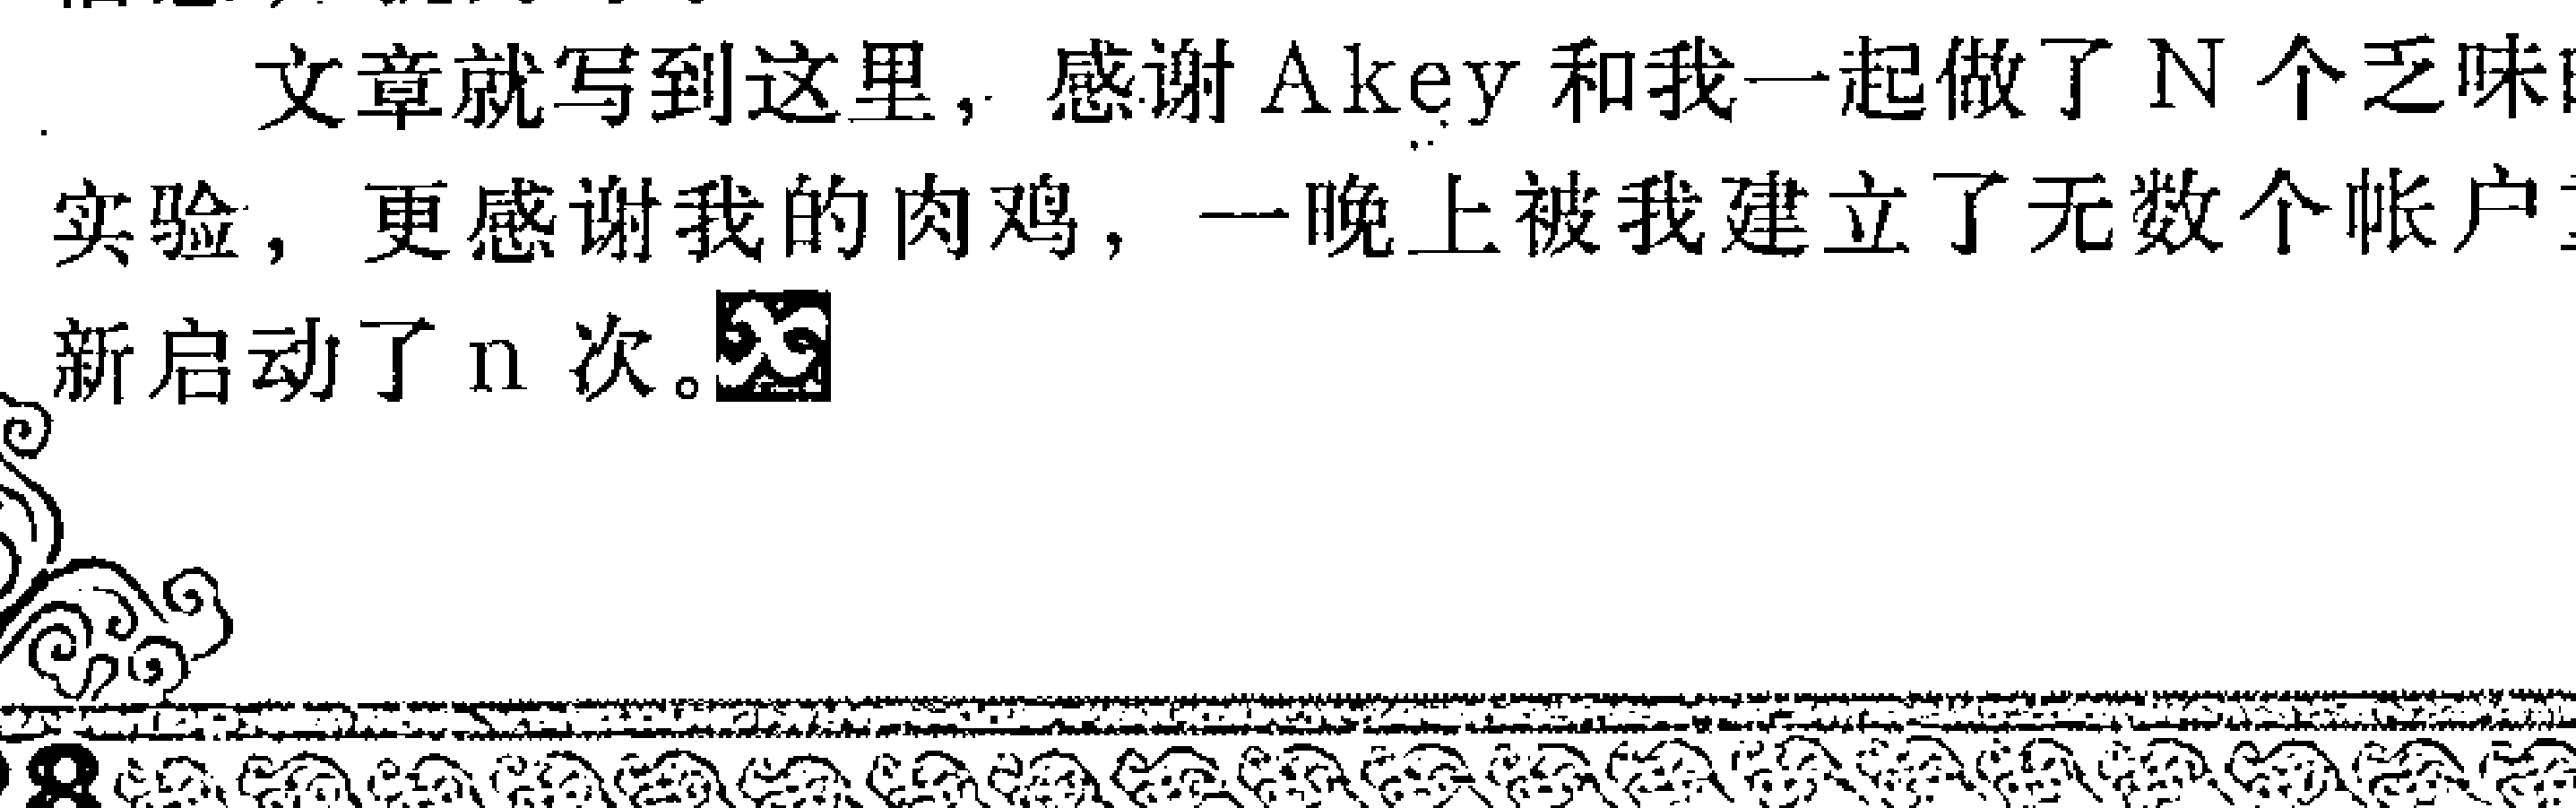 文章就写到这里，感谢 Akey 和我一起做了 N 个乏味
实验，更感谢我的肉鸡，一晚上被我建立了无数个帐户
新启动了 n 次。
8